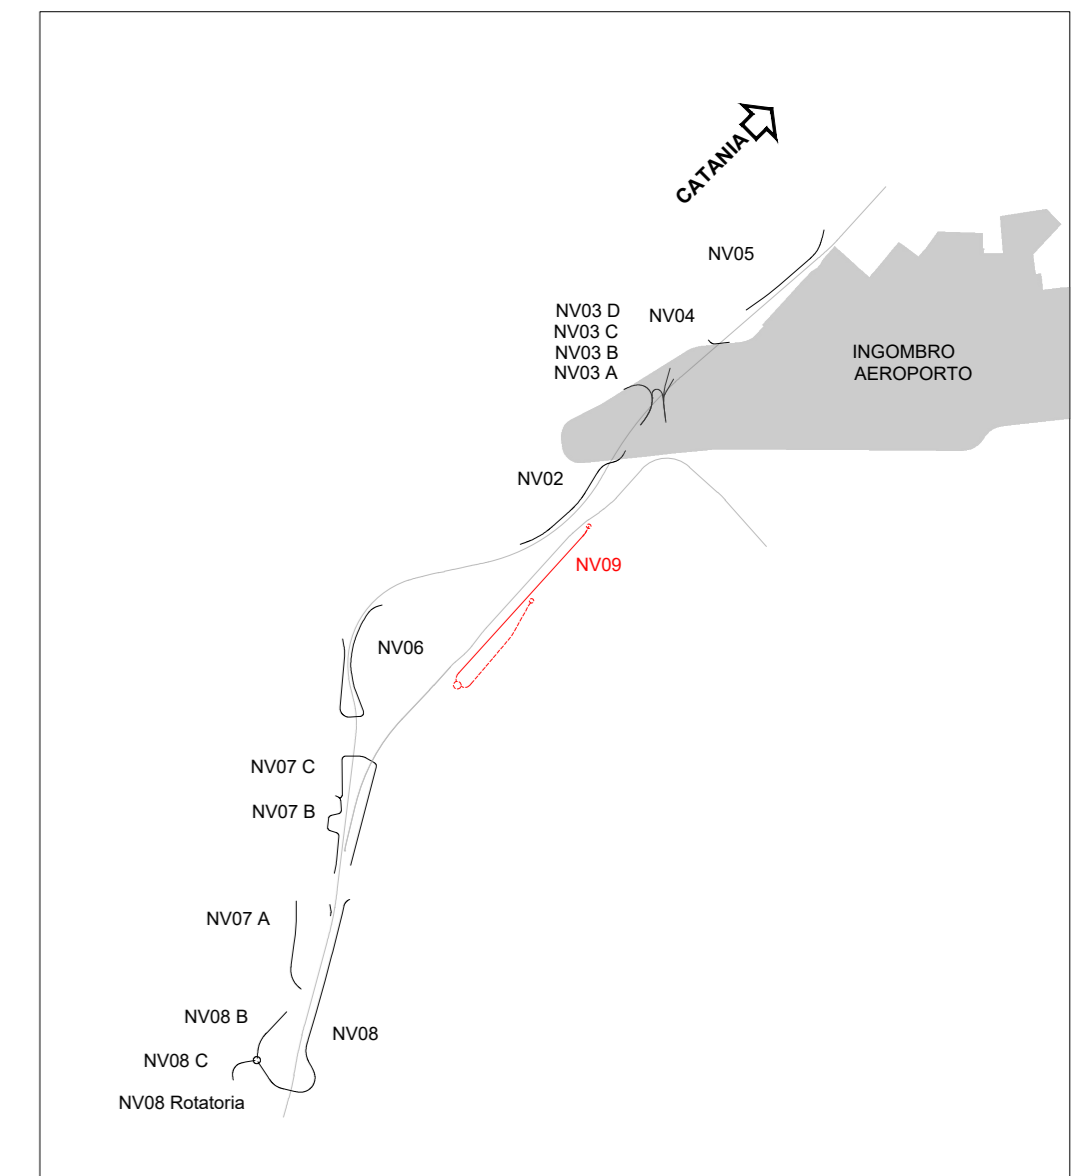 CATANIA
NV05
NV03 D
NV04
NV03 C
NV03 B
NV03 A
INGOMBRO
AEROPORTO
NV02
NV09
NV06
NV07 C
NV07 B
NV07 A
NV08 B
NV08
NV08 C
NV08 Rotatoria